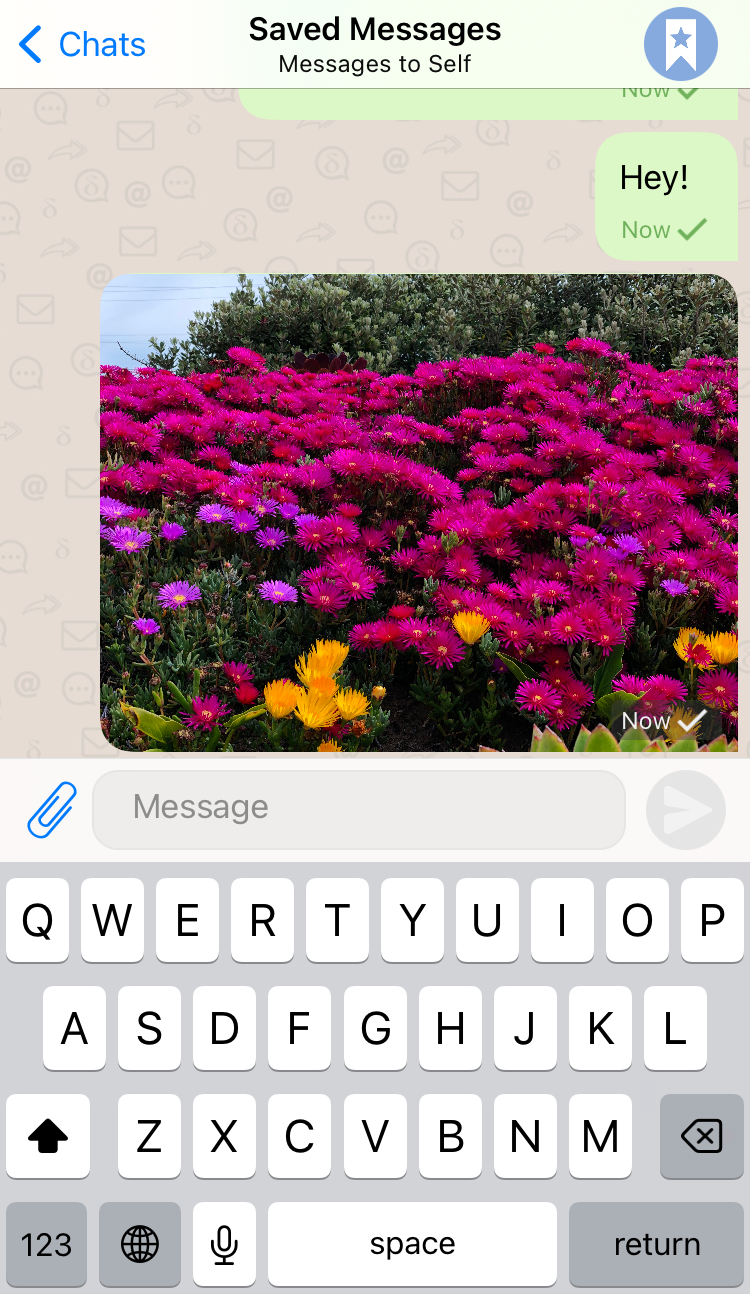 Chats
Saved Messages
Messages to Self
Now
Hey!
Now
Now
Message
Q W E R T Y U I O P
A S D F G H J K L
Z X C V B N M
123 space return